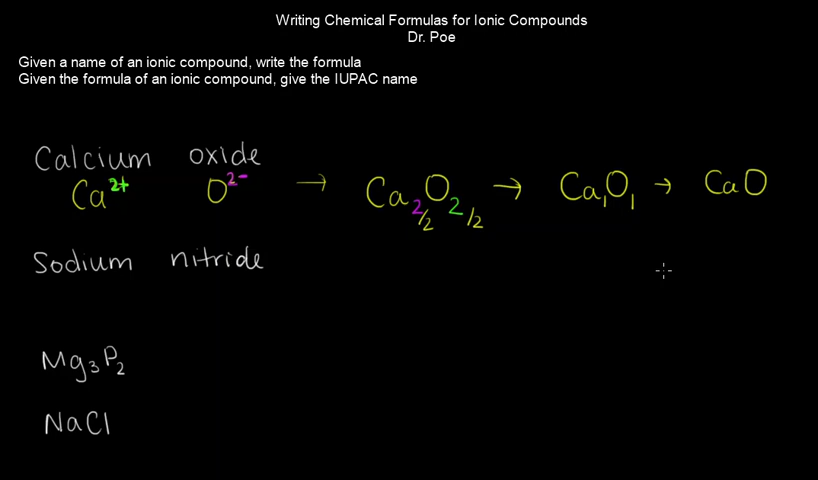 Writing Chemical Formulas for Ionic Compounds
Dr. Poe
Given a name of an ionic compound, write the formula
Given the formula of an ionic compound, give the IUPAC name
Calcium oxide
Ca²⁺ O²⁻ → Ca₂/₂O₂/₂ → Ca₁O₁ → CaO
Sodium nitride
Mg₃P₂
NaCl